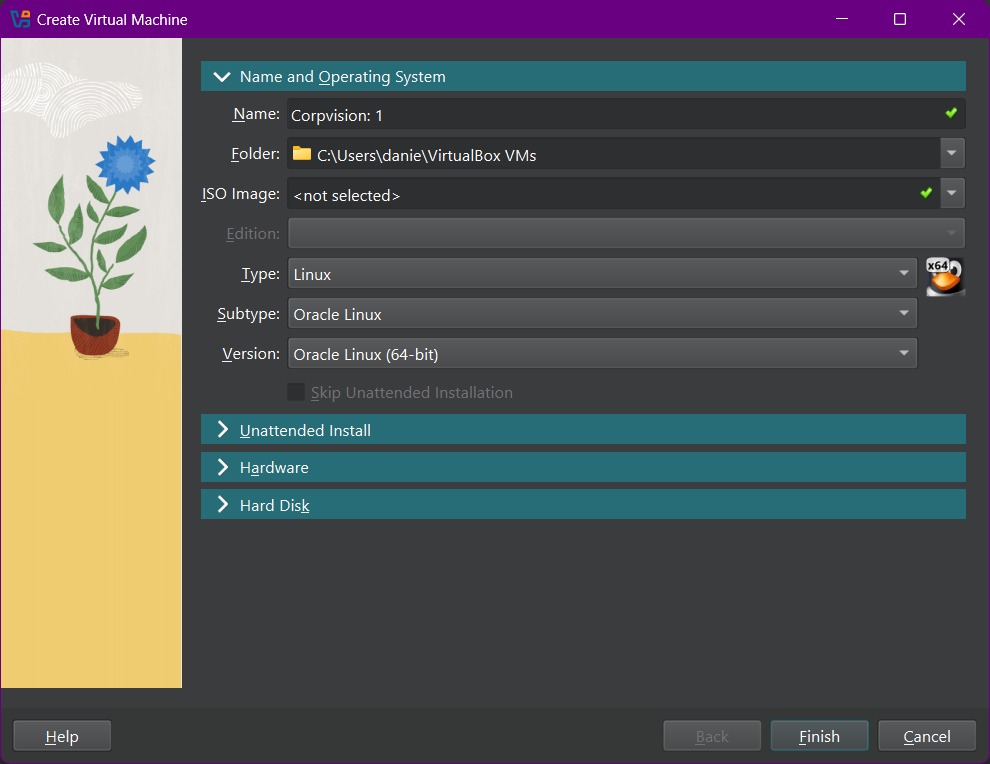 Create Virtual Machine
Name and Operating System
Name: Corpvision: 1
Folder: C:\Users\danie\VirtualBox VMs
ISO Image: <not selected>
Edition:
Type: Linux
x64
Subtype: Oracle Linux
Version: Oracle Linux (64-bit)
Skip Unattended Installation
Unattended Install
Hardware
Hard Disk
Help Back Finish Cancel